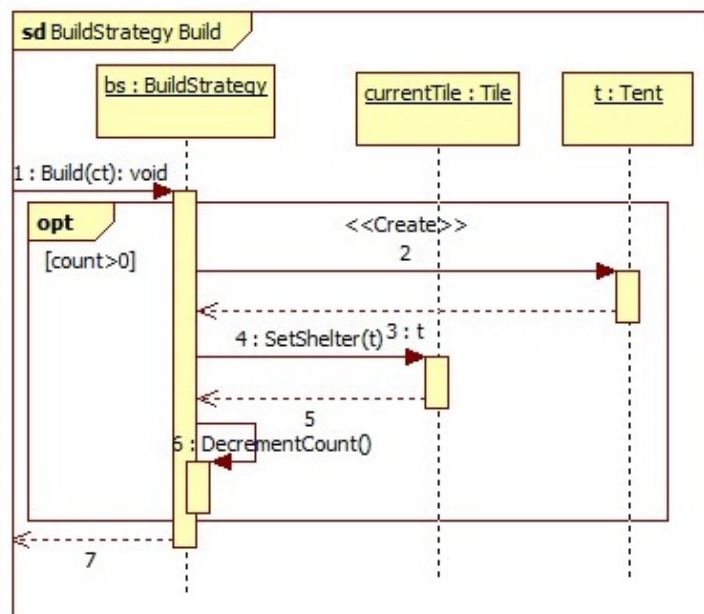 sd BuildStrategy Build
bs : BuildStrategy
currentTile : Tile
t : Tent
1 : Build(ct): void
opt
<<Create>>
[count>0]
2
3 : t
4 : SetShelter(t)
5
6 : DecrementCount()
7